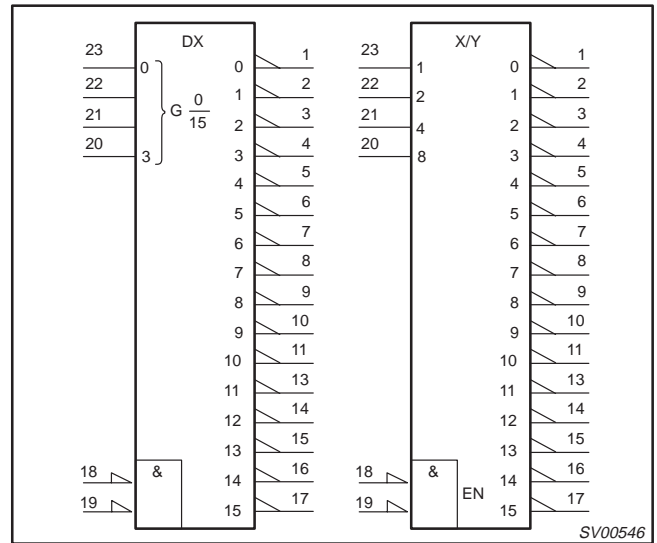 DX X/Y
23 0 0 1 23 1 0 1
22 1 2 22 2 1 2
G 0/15
21 2 3 21 4 2 3
20 3 3 4 20 8 3 4
4 5 4 5
5 6 5 6
6 7 6 7
7 8 7 8
8 9 8 9
9 10 9 10
10 11 10 11
11 13 11 13
12 14 12 14
13 15 13 15
18 & 14 16 18 & 14 16
EN
19 15 17 19 15 17
SV00546